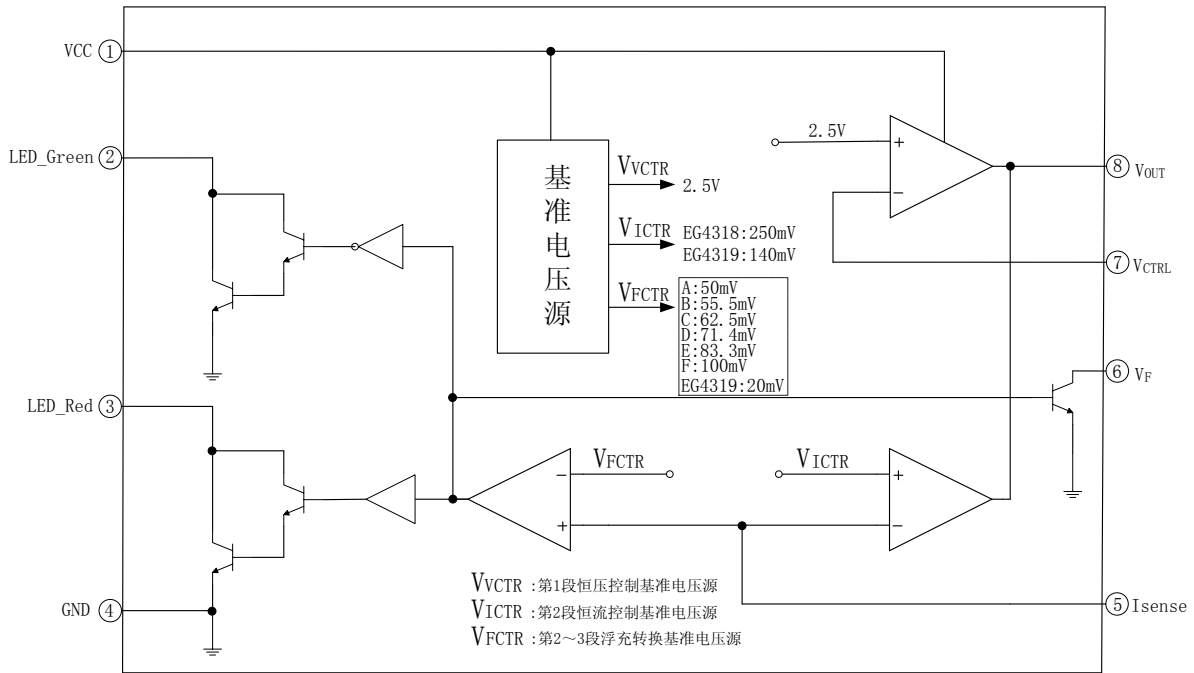 VCC ①
LED_Green ②
LED_Red ③
GND ④
基准电压源
VVCTR
2.5V
VICTR
EG4318:250mV
EG4319:140mV
VFCTR
A:50mV
B:55.5mV
C:62.5mV
D:71.4mV
E:83.3mV
F:100mV
EG4319:20mV
2.5V
+
−
⑧ VOUT
⑦ VCTRL
⑥ VF
VFCTR
−
+
VICTR
+
−
⑤ Isense
VVCTR :第1段恒压控制基准电压源
VICTR :第2段恒流控制基准电压源
VFCTR :第2～3段浮充转换基准电压源